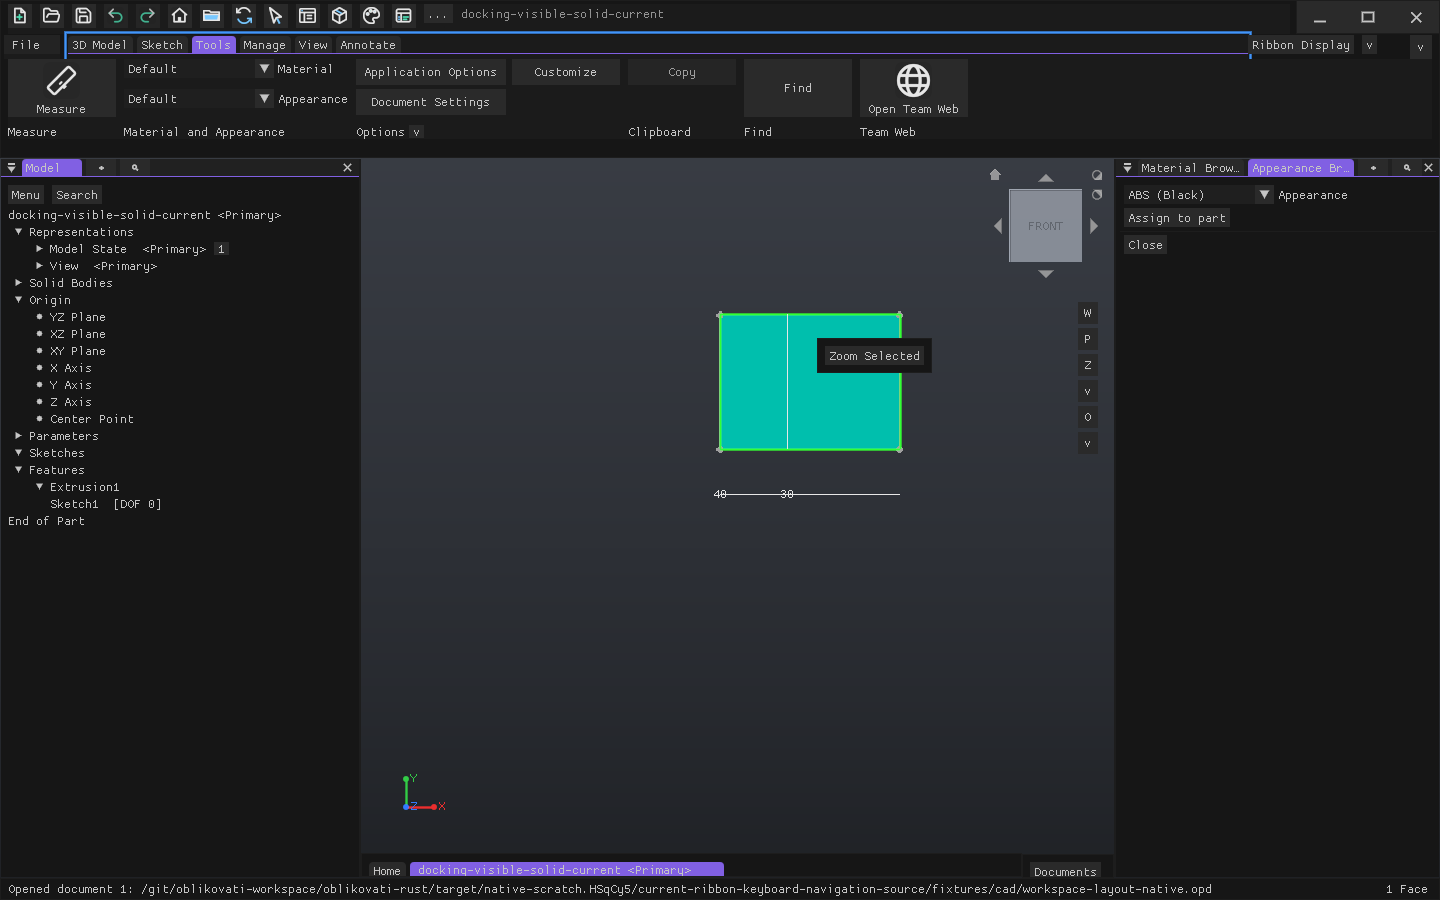 ... docking-visible-solid-current
File 3D Model Sketch Tools Manage View Annotate Ribbon Display v v
Default Material
Application Options Customize Copy
Find
Default Appearance
Document Settings
Measure Open Team Web
Measure Material and Appearance Options v Clipboard Find Team Web
Model Material Brow... Appearance Br...
Menu Search
ABS (Black) Appearance
docking-visible-solid-current <Primary>
Assign to part
Representations
FRONT
Model State <Primary> 1
Close
View <Primary>
Solid Bodies
Origin
YZ Plane
W
XZ Plane
P
XY Plane
Zoom Selected
X Axis
Z
Y Axis
v
Z Axis
Center Point
O
Parameters
v
Sketches
Features
Extrusion1
40 30
Sketch1 [DOF 0]
End of Part
Y
Z X
Home docking-visible-solid-current <Primary> Documents
Opened document 1: /git/oblikovati-workspace/oblikovati-rust/target/native-scratch.HSqCy5/current-ribbon-keyboard-navigation-source/fixtures/cad/workspace-layout-native.opd 1 Face